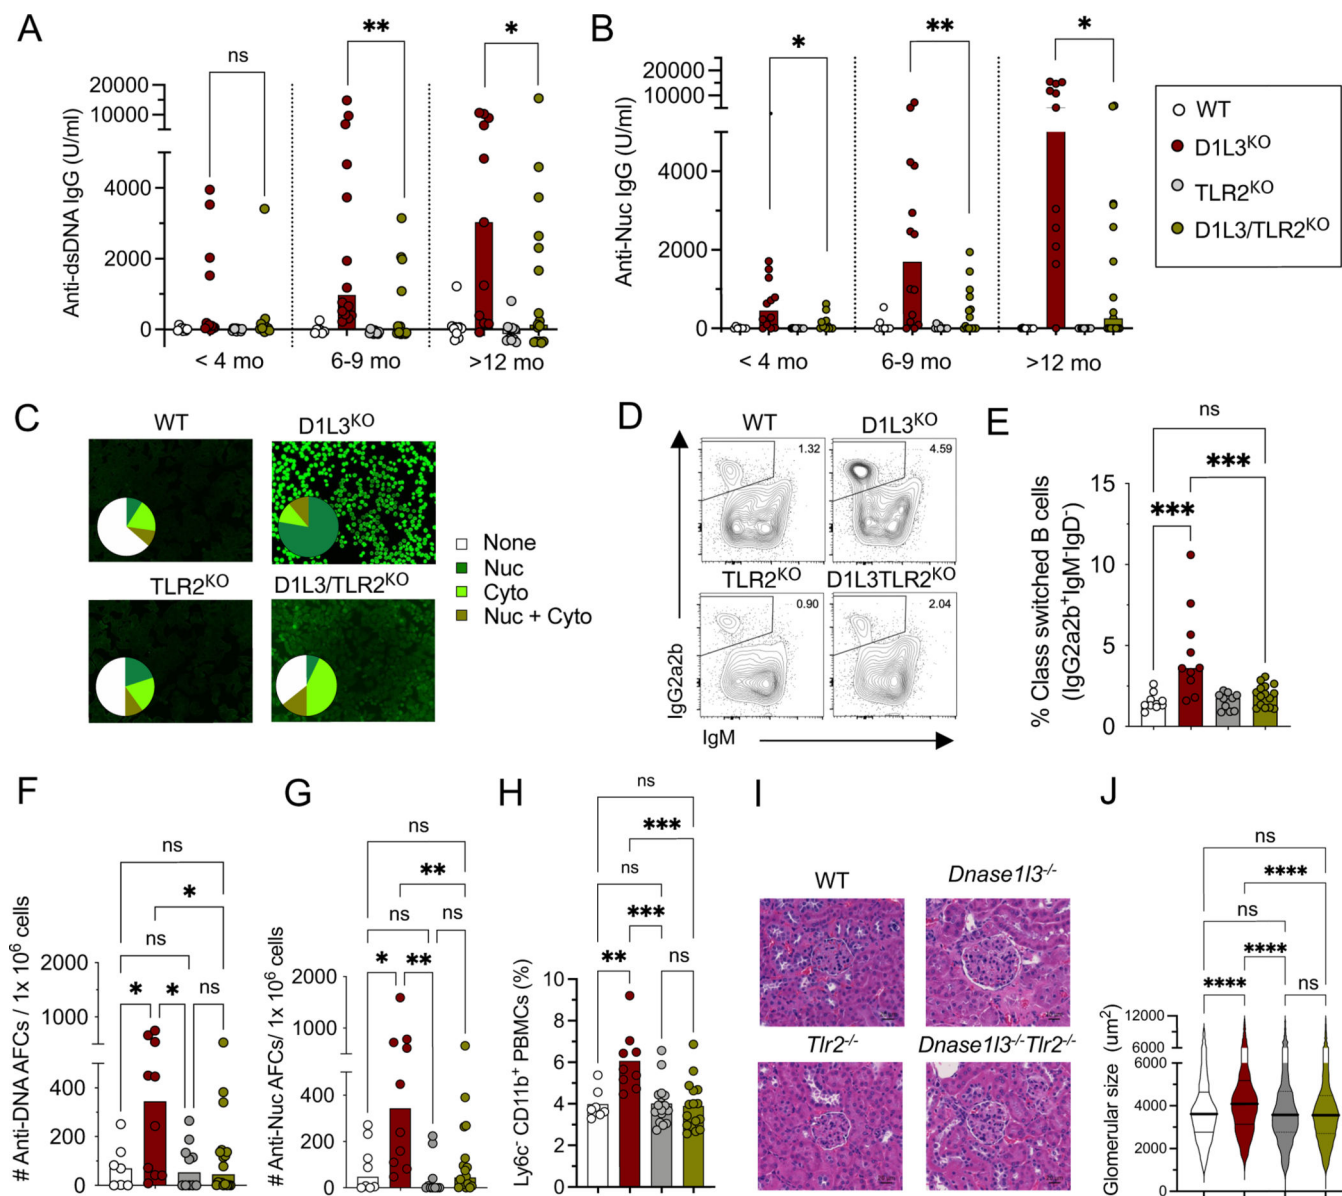 A
ns
**
*
20000
10000
4000
2000
0
Anti-dsDNA IgG (U/ml)
< 4 mo
6-9 mo
>12 mo
B
*
**
*
20000
10000
4000
2000
0
Anti-Nuc IgG (U/ml)
< 4 mo
6-9 mo
>12 mo
WT
D1L3KO
TLR2KO
D1L3/TLR2KO
C
WT
D1L3KO
TLR2KO
D1L3/TLR2KO
None
Nuc
Cyto
Nuc + Cyto
D
WT
D1L3KO
1.32
4.59
TLR2KO
D1L3TLR2KO
0.90
2.04
IgG2a2b
IgM
E
ns
***
***
15
10
5
0
% Class switched B cells
(IgG2a2b+IgM-IgD-)
F
ns
*
ns
*
*
ns
2000
1000
400
200
0
# Anti-DNA AFCs / 1x 10⁶ cells
G
ns
**
ns
ns
*
**
2000
1000
400
200
0
# Anti-Nuc AFCs/ 1x 10⁶ cells
H
ns
***
ns
***
**
ns
10
8
6
4
2
0
Ly6c- CD11b+ PBMCs (%)
I
WT
Dnase1l3-/-
Tlr2-/-
Dnase1l3-/-Tlr2-/-
J
ns
****
ns
****
****
ns
12000
6000
6000
4000
2000
0
Glomerular size (um²)